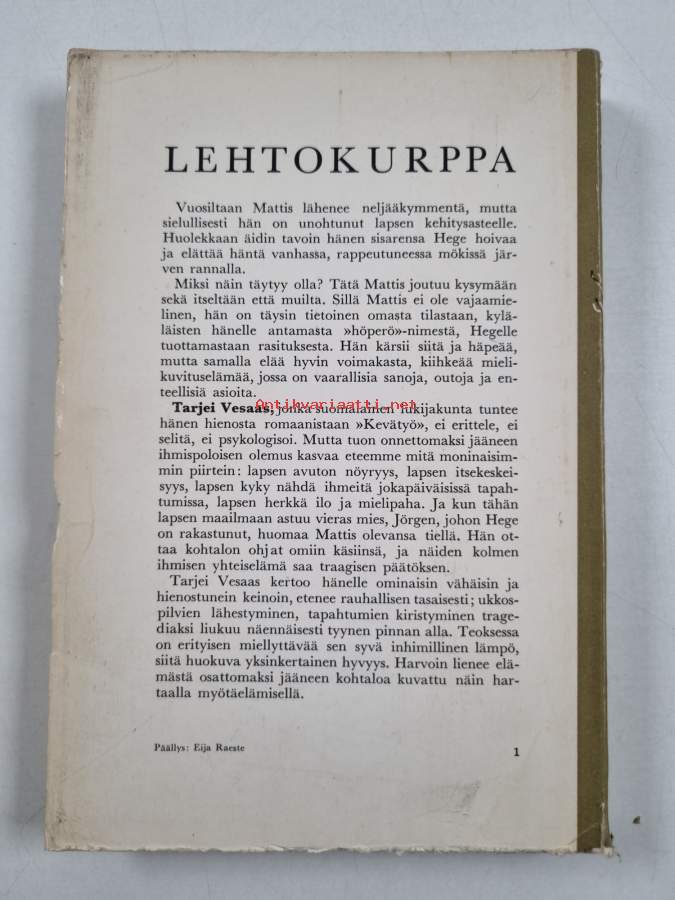 LEHTOKURPPA
Vuosiltaan Mattis lähenee neljääkymmentä, mutta
sielullisesti hän on unohtunut lapsen kehitysasteelle.
Huolekkaan äidin tavoin hänen sisarensa Hege hoivaa
ja elättää häntä vanhassa, rappeutuneessa mökissä jär-
ven rannalla.
Miksi näin täytyy olla? Tätä Mattis joutuu kysymään
sekä itseltään että muilta. Sillä Mattis ei ole vajaamie-
linen, hän on täysin tietoinen omasta tilastaan, kylä-
läisten hänelle antamasta »höperö»-nimestä, Hegelle
tuottamastaan rasituksesta. Hän kärsii siitä ja häpeää,
mutta samalla elää hyvin voimakasta, kiihkeää mieli-
kuvituselämää, jossa on vaarallisia sanoja, outoja ja en-
teellisiä asioita.
Antikvariaatti.net
Tarjei Vesaas, jonka suomalainen lukijakunta tuntee
hänen hienosta romaanistaan »Kevätyö», ei erittele, ei
selitä, ei psykologisoi. Mutta tuon onnettomaksi jääneen
ihmispoloisen olemus kasvaa eteemme mitä moninaisim-
min piirtein: lapsen avuton nöyryys, lapsen itsekeskei-
syys, lapsen kyky nähdä ihmeitä jokapäiväisissä tapah-
tumissa, lapsen herkkä ilo ja mielipaha. Ja kun tähän
lapsen maailmaan astuu vieras mies, Jörgen, johon Hege
on rakastunut, huomaa Mattis olevansa tiellä. Hän ot-
taa kohtalon ohjat omiin käsiinsä, ja näiden kolmen
ihmisen yhteiselämä saa traagisen päätöksen.
Tarjei Vesaas kertoo hänelle ominaisin vähäisin ja
hienostunein keinoin, etenee rauhallisen tasaisesti; ukkos-
pilvien lähestyminen, tapahtumien kiristyminen trage-
diaksi liukuu näennäisesti tyynen pinnan alla. Teoksessa
on erityisen miellyttävää sen syvä inhimillinen lämpö,
siitä huokuva yksinkertainen hyvyys. Harvoin lienee elä-
mästä osattomaksi jääneen kohtaloa kuvattu näin har-
taalla myötäelämisellä.
Päällys: Eija Raeste
1